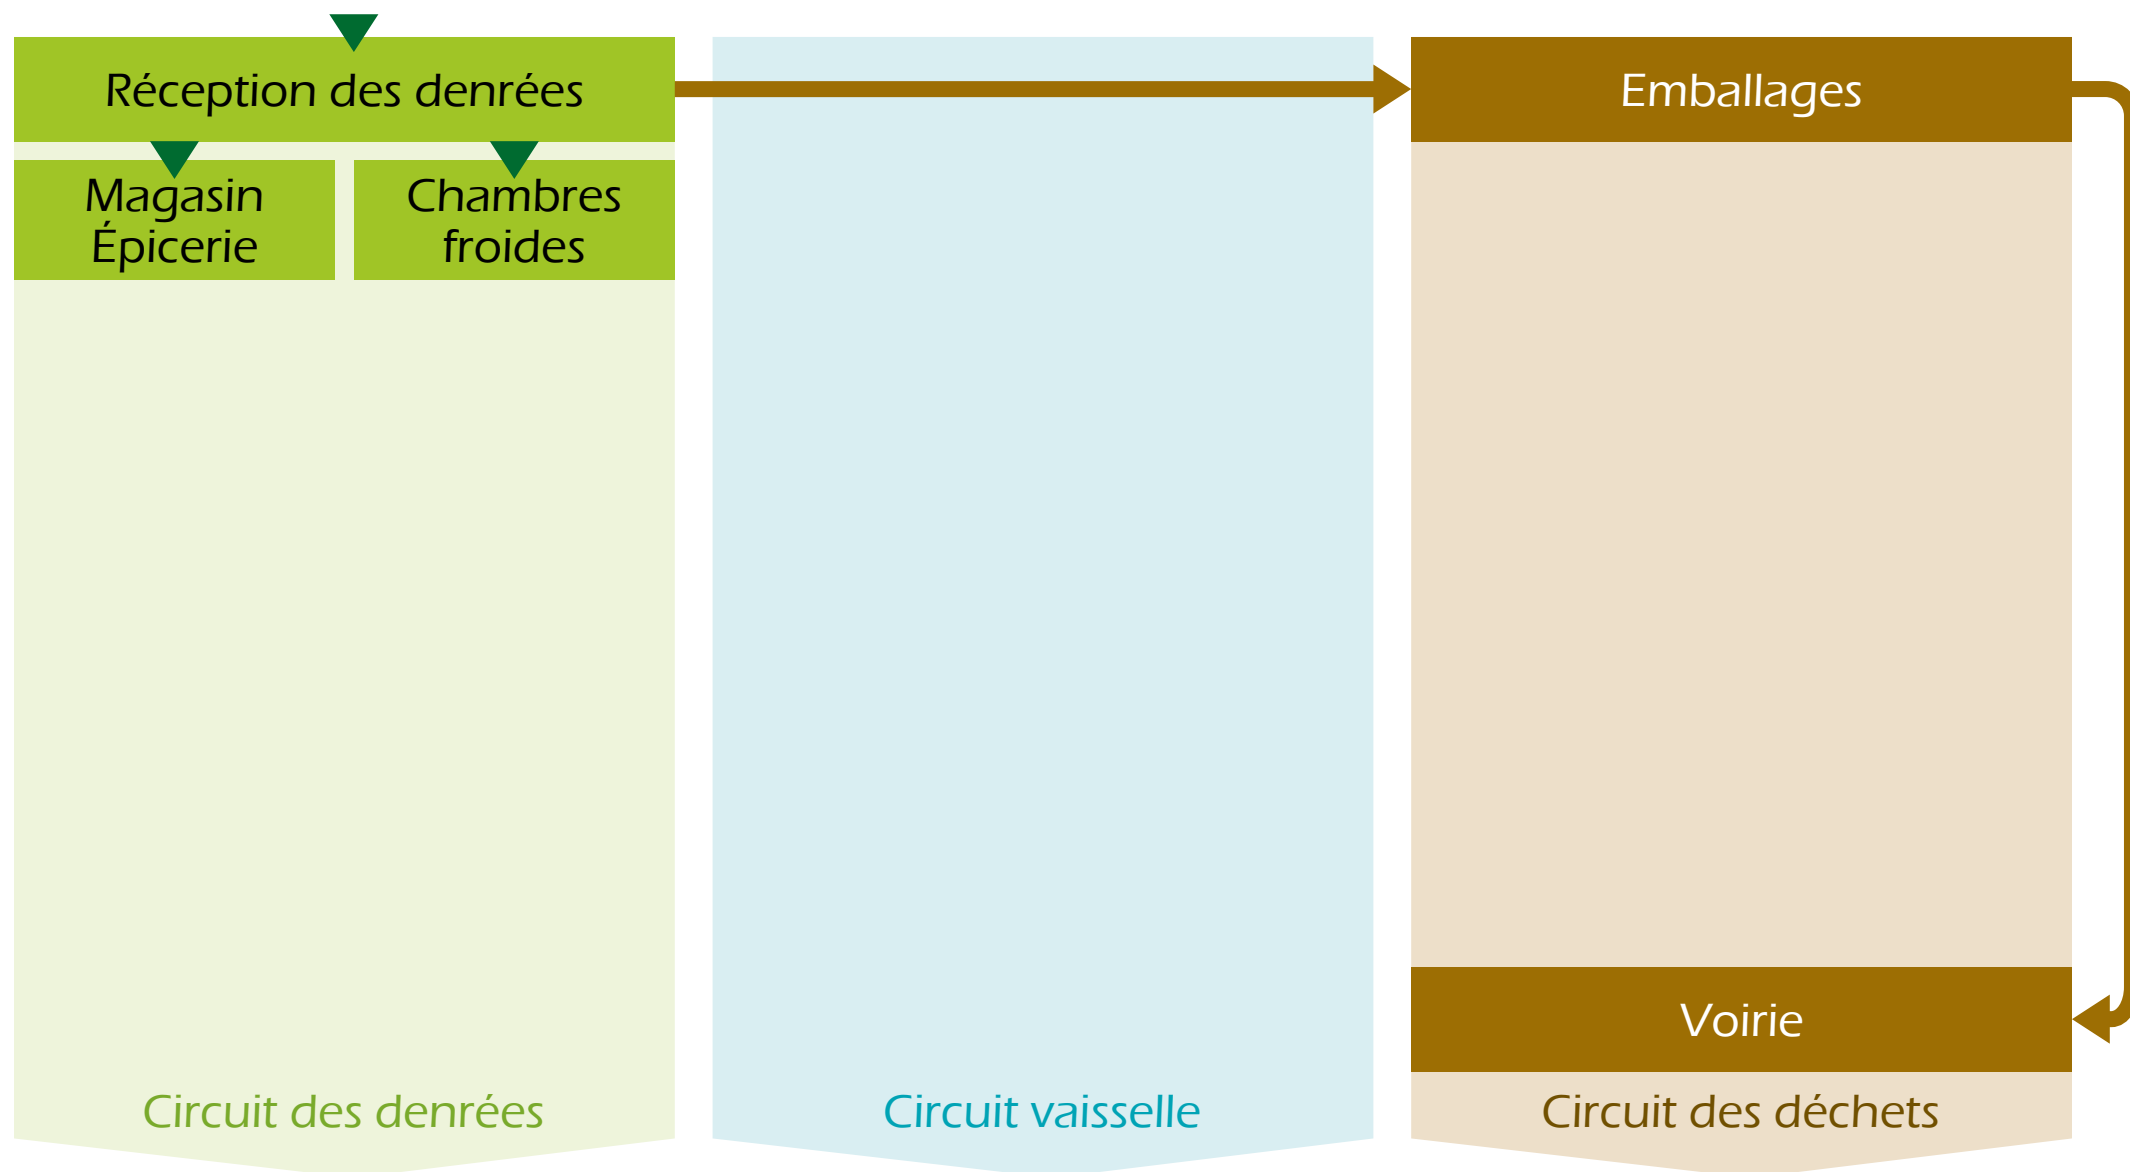 Réception des denrées
Emballages
Magasin
Épicerie
Chambres
froides
Voirie
Circuit des denrées
Circuit vaisselle
Circuit des déchets